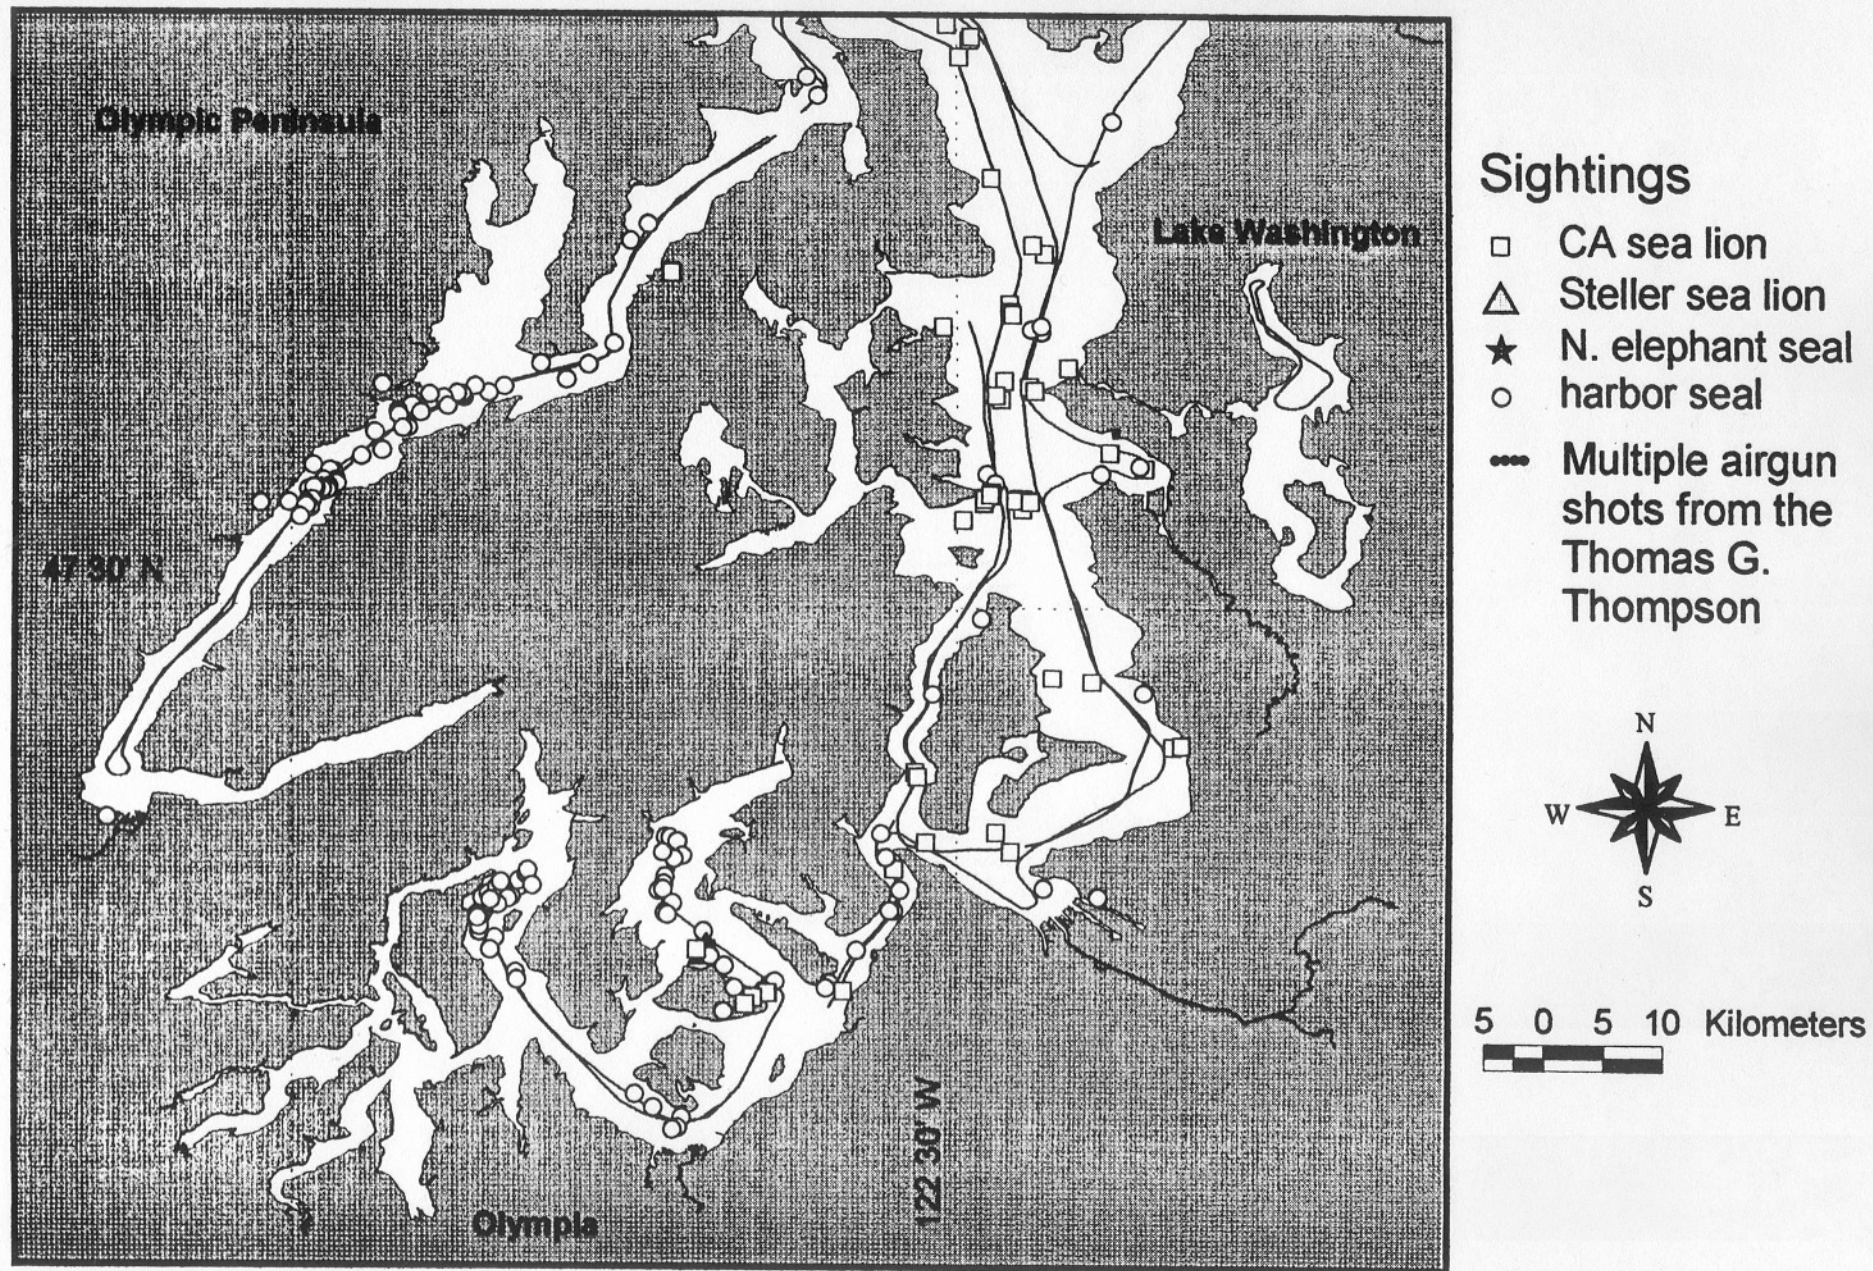 Olympic Peninsula
Lake Washington
47 30' N
122 30' W
Olympia
Sightings
CA sea lion
Steller sea lion
N. elephant seal
harbor seal
Multiple airgun
shots from the
Thomas G.
Thompson
N
W E
S
5 0 5 10 Kilometers